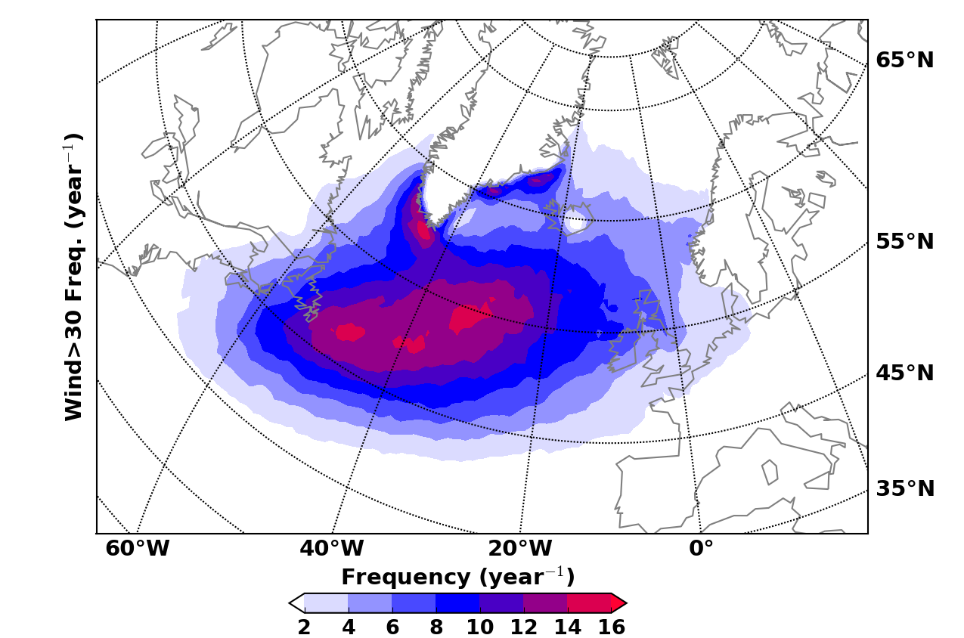 Wind>30 Freq. (year⁻¹)
65°N
55°N
45°N
35°N
60°W 40°W 20°W 0°
Frequency (year⁻¹)
2 4 6 8 10 12 14 16